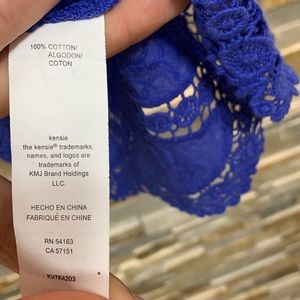 100% COTTON/
ALGODON/
COTON
kensie
the kensie® trademarks,
names, and logos are
trademarks of
KMJ Brand Holdings
LLC.
HECHO EN CHINA
FABRIQUÉ EN CHINE
RN 54163
CA 57151
KV7K4203